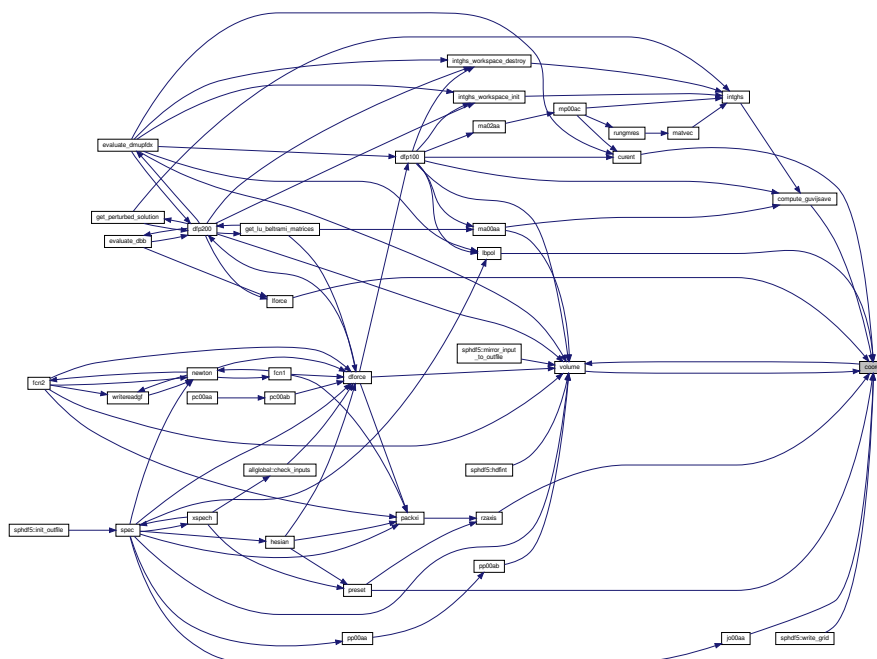 intghs_workspace_destroy
intghs_workspace_init
intghs
mp00ac
ma02aa
rungmres
matvec
evaluate_dmupfdx
dfp100
curent
compute_guvijsave
get_perturbed_solution
dfp200
get_lu_beltrami_matrices
ma00aa
evaluate_dbb
lbpol
lforce
sphdf5::mirror_input
_to_outfile
volume
coor
newton
fcn1
dforce
fcn2
writereadgf
pc00aa
pc00ab
allglobal::check_inputs
sphdf5::hdfint
sphdf5::init_outfile
spec
xspech
packxi
rzaxis
hesian
pp00ab
preset
pp00aa
jo00aa
sphdf5::write_grid